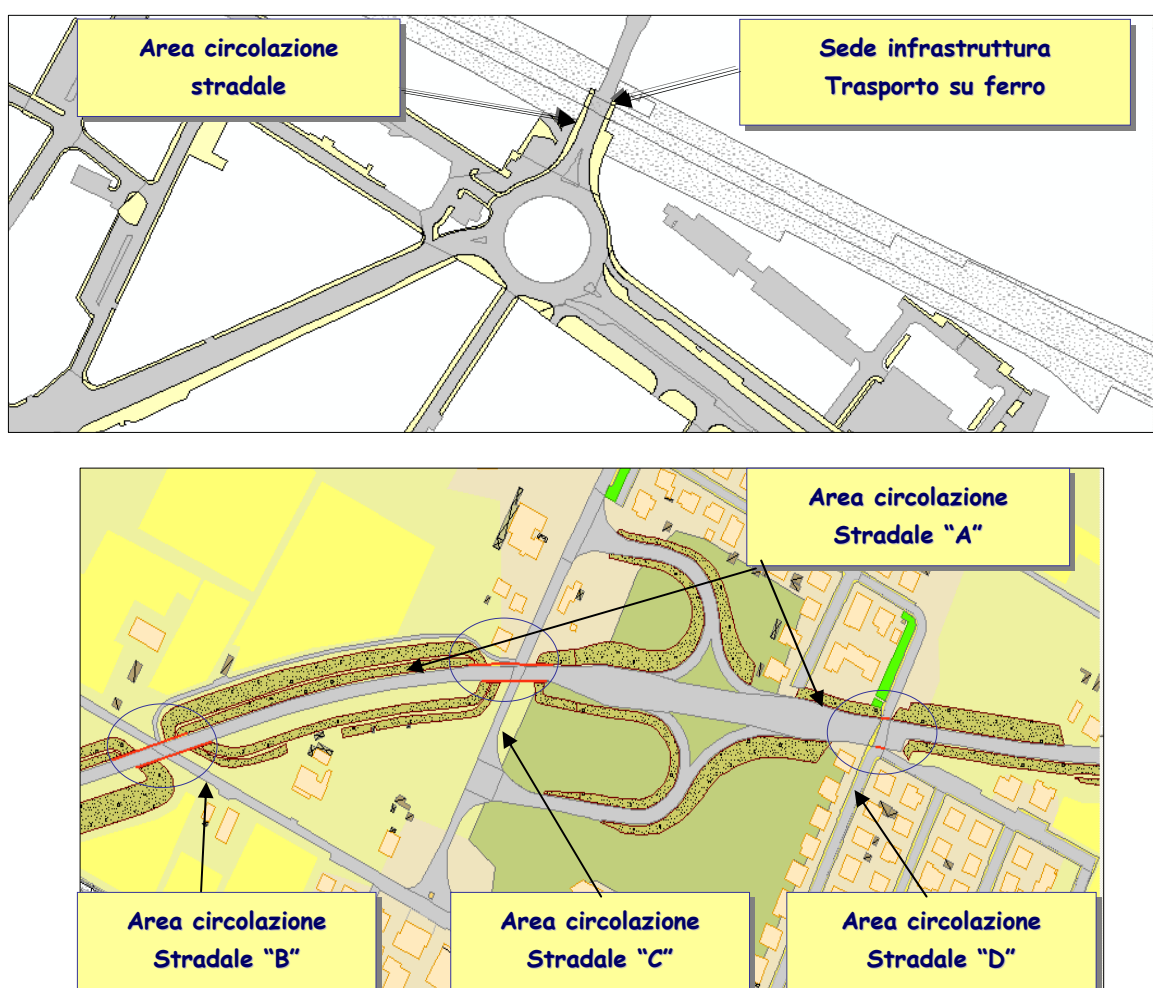 Area circolazione
stradale
Sede infrastruttura
Trasporto su ferro
Area circolazione
Stradale “A”
Area circolazione
Stradale “B”
Area circolazione
Stradale “C”
Area circolazione
Stradale “D”